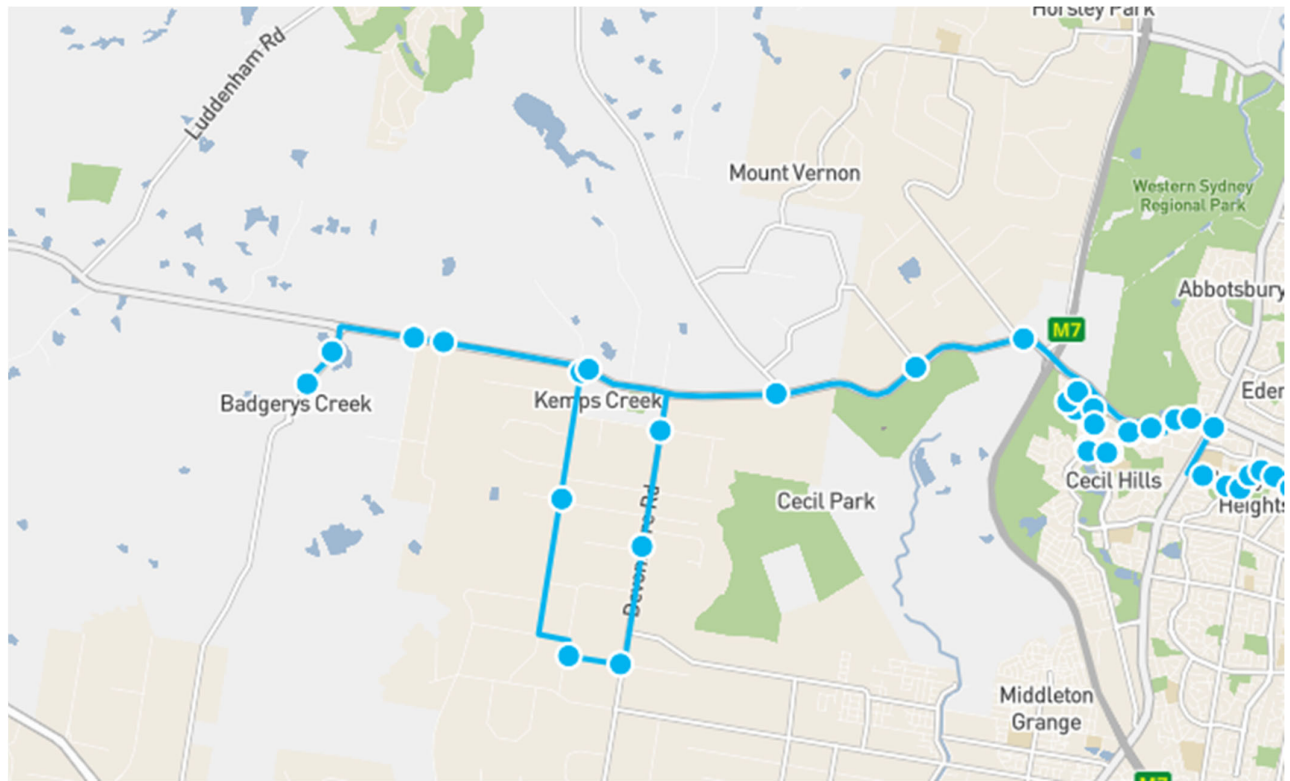 Horsley Park
Luddenham Rd
Mount Vernon
Western Sydney
Regional Park
Abbotsbury
M7
Eden
Badgerys Creek
Kemps Creek
Cecil Hills
Cecil Park
Heights
Middleton
Grange
M7